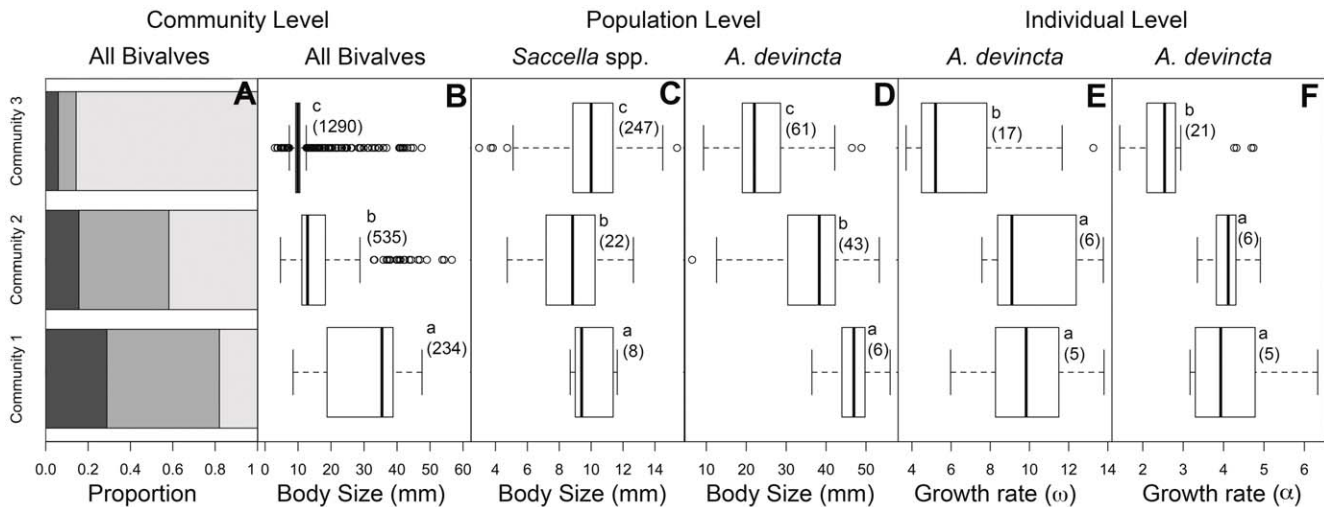 Community Level Population Level Individual Level
All Bivalves All Bivalves Saccella spp. A. devincta A. devincta A. devincta
A B C D E F
Community 3
c c c b b
(1290) (247) (61) (17) (21)
Community 2
b b b a a
(535) (22) (43) (6) (6)
Community 1
a a a a a
(234) (8) (6) (5) (5)
0.0 0.2 0.4 0.6 0.8 1 0 10 20 30 40 50 60 4 6 8 10 12 14 10 20 30 40 50 4 6 8 10 12 14 2 3 4 5 6
Proportion Body Size (mm) Body Size (mm) Body Size (mm) Growth rate (ω) Growth rate (α)